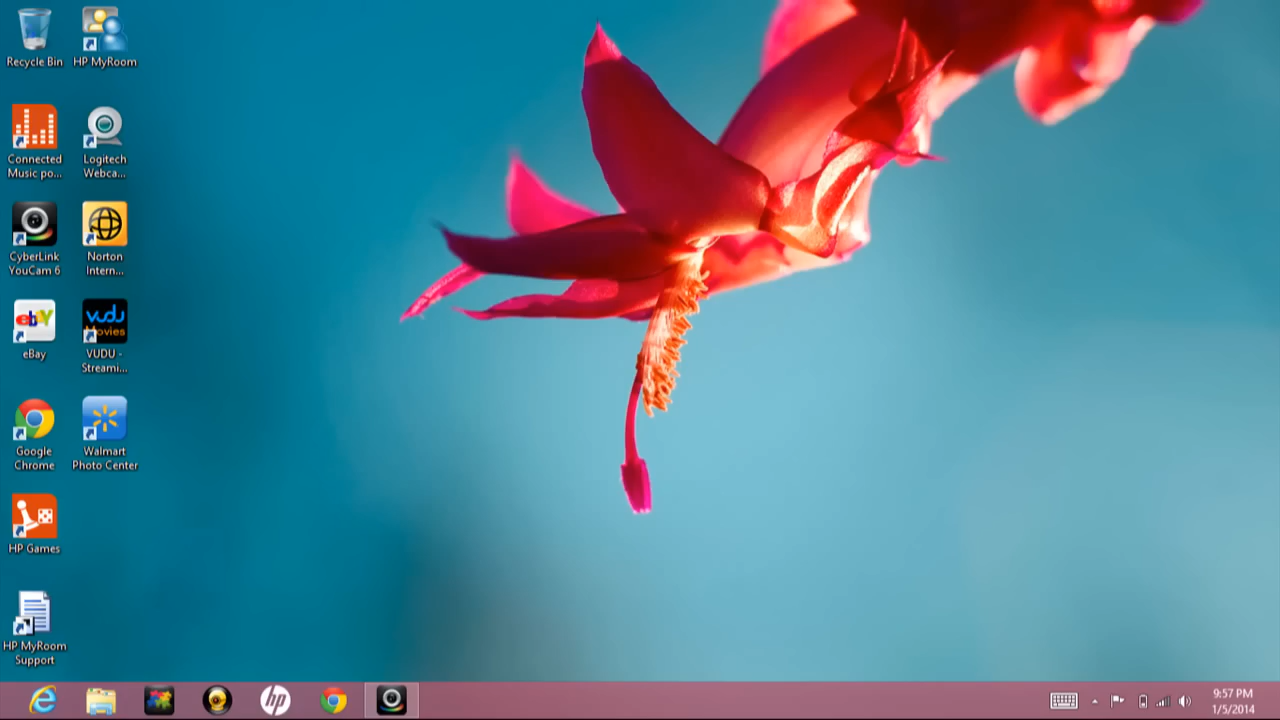 Recycle Bin
HP MyRoom
Connected
Music po...
Logitech
Webca...
CyberLink
YouCam 6
Norton
Intern...
ebay
eBay
vudu
Movies
VUDU -
Streami...
Google
Chrome
Walmart
Photo Center
HP Games
HP MyRoom
Support
hp
9:57 PM
1/5/2014